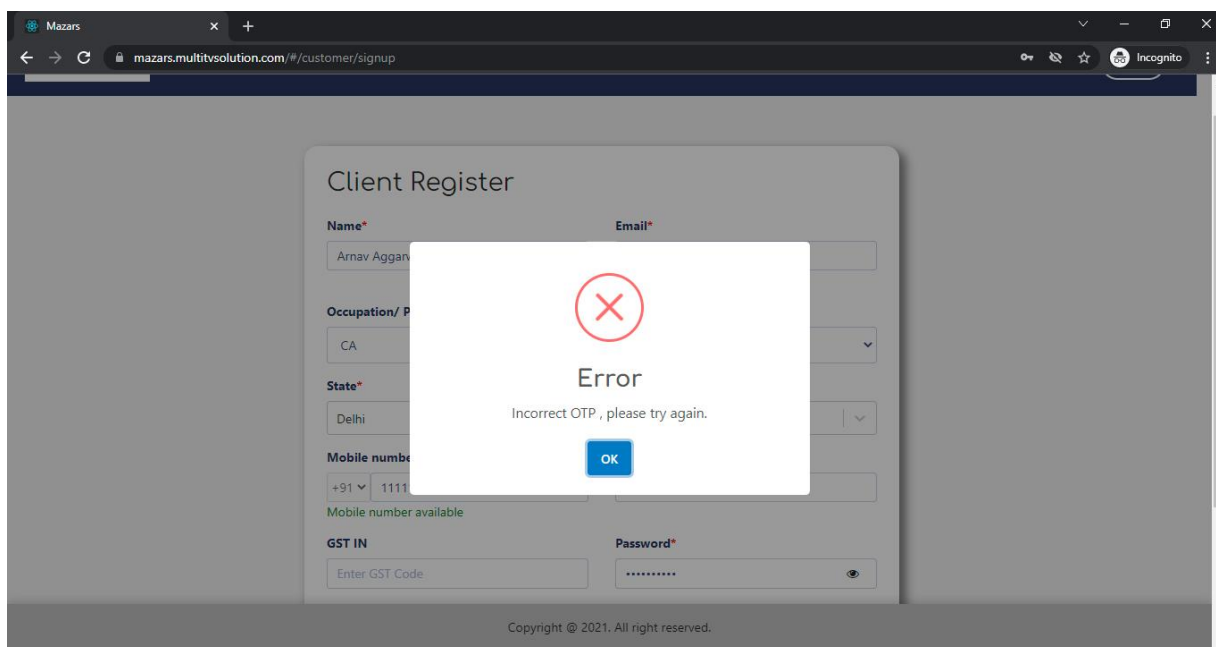 Mazars
mazars.multitvsolution.com/#/customer/signup
Incognito
Client Register
Name*
Email*
Arnav
Occupation/
CA
Error
State*
Incorrect OTP , please try again.
Delhi
Mobile
OK
+91 1111
Mobile number available
GST IN
Password*
Enter GST Code
••••••••••
Copyright @ 2021. All right reserved.